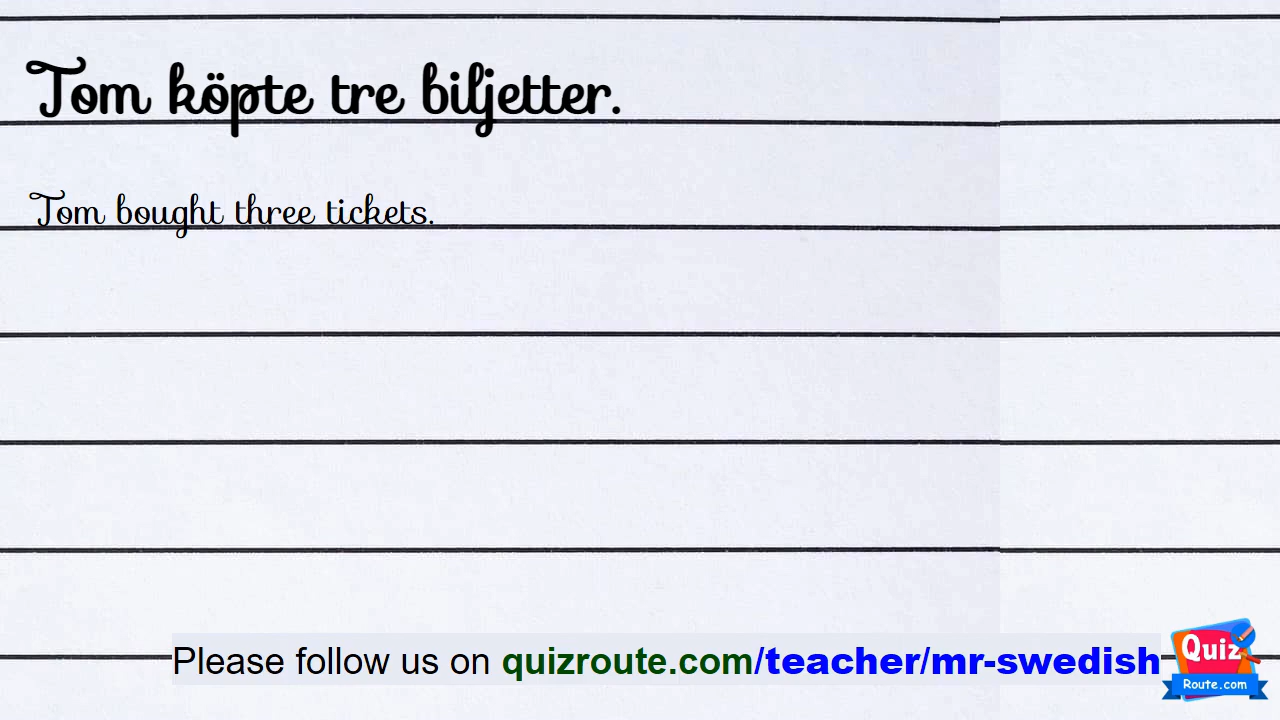 Tom köpte tre biljetter.
Tom bought three tickets.
Please follow us on quizroute.com/teacher/mr-swedish
Quiz
Route.com